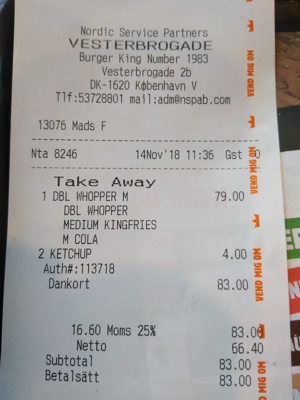 Nordic Service Partners
VESTERBROGADE
Burger King Number 1983
Vesterbrogade 2b
DK-1620 København V
Tlf:53728801 mail:adm@nspab.com
13076 Mads F
Nta 8246 14Nov'18 11:36 Gst 0
Take Away
1 DBL WHOPPER M 79.00
DBL WHOPPER
MEDIUM KINGFRIES
M COLA
2 KETCHUP 4.00
Auth#:113718
Dankort 83.00
16.60 Moms 25% 83.00
Netto 66.40
Subtotal 83.00
Betalsätt 83.00
VEND MIG OM
VEND MIG OM
VEND MIG OM
VEND MIG OM